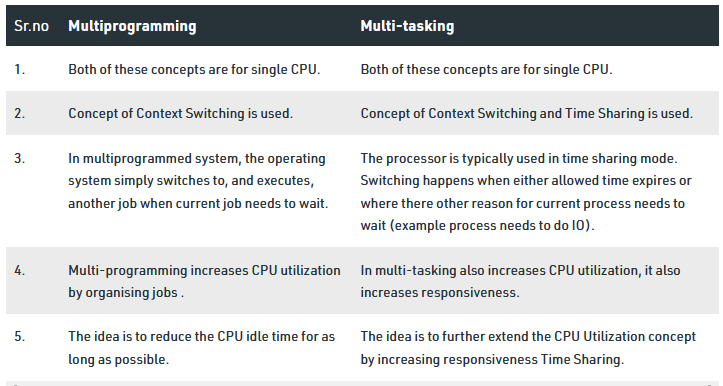 Sr.no Multiprogramming Multi-tasking
1. Both of these concepts are for single CPU. Both of these concepts are for single CPU.
2. Concept of Context Switching is used. Concept of Context Switching and Time Sharing is used.
3. In multiprogrammed system, the operating
system simply switches to, and executes,
another job when current job needs to wait.
The processor is typically used in time sharing mode.
Switching happens when either allowed time expires or
where there other reason for current process needs to
wait (example process needs to do IO).
4. Multi-programming increases CPU utilization
by organising jobs .
In multi-tasking also increases CPU utilization, it also
increases responsiveness.
5. The idea is to reduce the CPU idle time for as
long as possible.
The idea is to further extend the CPU Utilization concept
by increasing responsiveness Time Sharing.